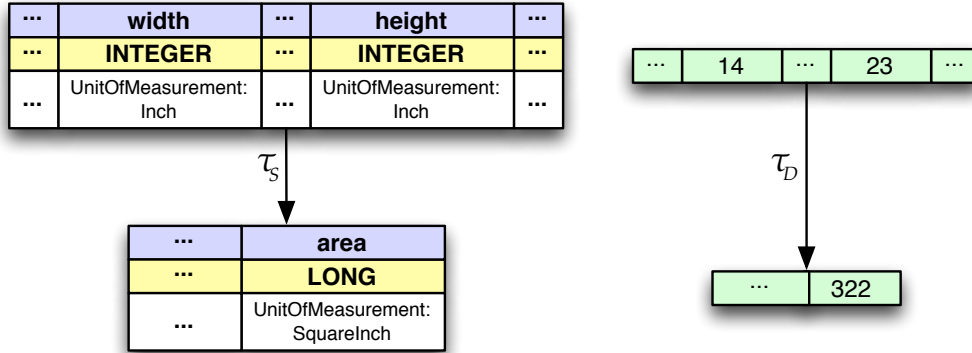 ... width ... height ...
... INTEGER ... INTEGER ...
... UnitOfMeasurement: Inch ... UnitOfMeasurement: Inch ...
τS
... area
... LONG
... UnitOfMeasurement: SquareInch
... 14 ... 23 ...
τD
... 322